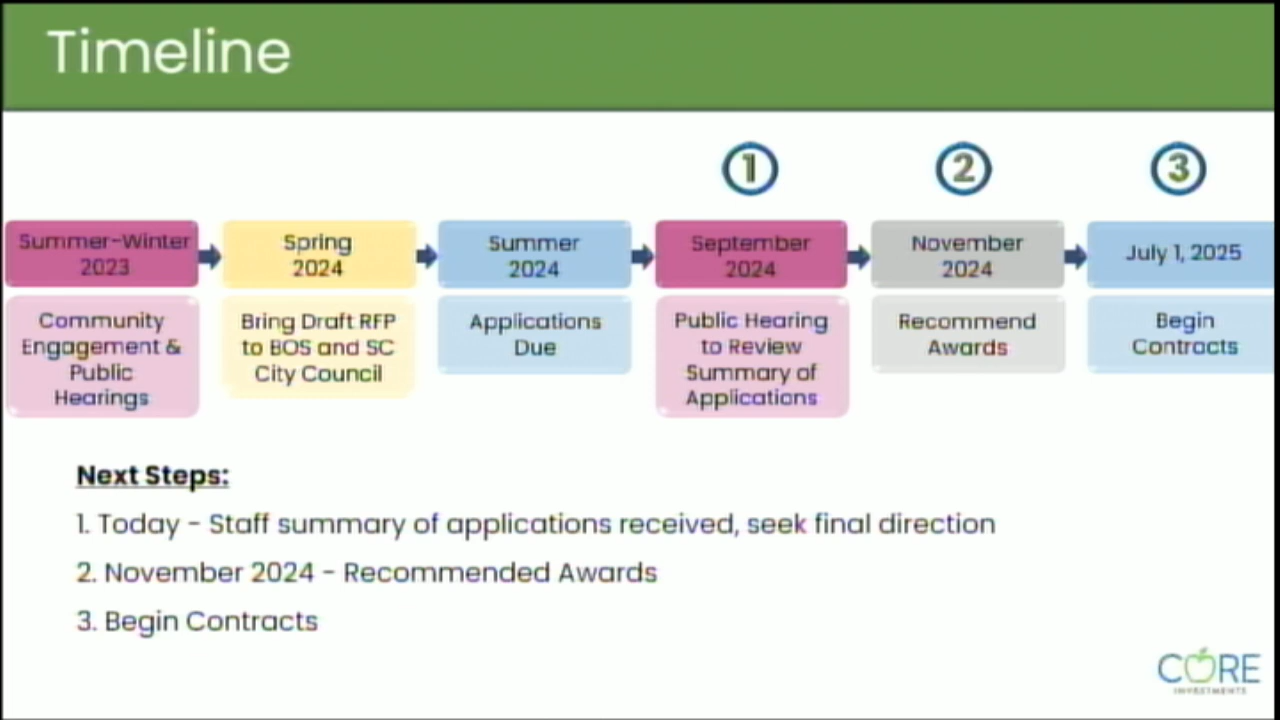 Timeline
1
2
3
Summer-Winter
2023
Spring
2024
Summer
2024
September
2024
November
2024
July 1, 2025
Community
Engagement &
Public
Hearings
Bring Draft RFP
to BOS and SC
City Council
Applications
Due
Public Hearing
to Review
Summary of
Applications
Recommend
Awards
Begin
Contracts
Next Steps:
1. Today - Staff summary of applications received, seek final direction
2. November 2024 - Recommended Awards
3. Begin Contracts
CORE
INVESTMENTS